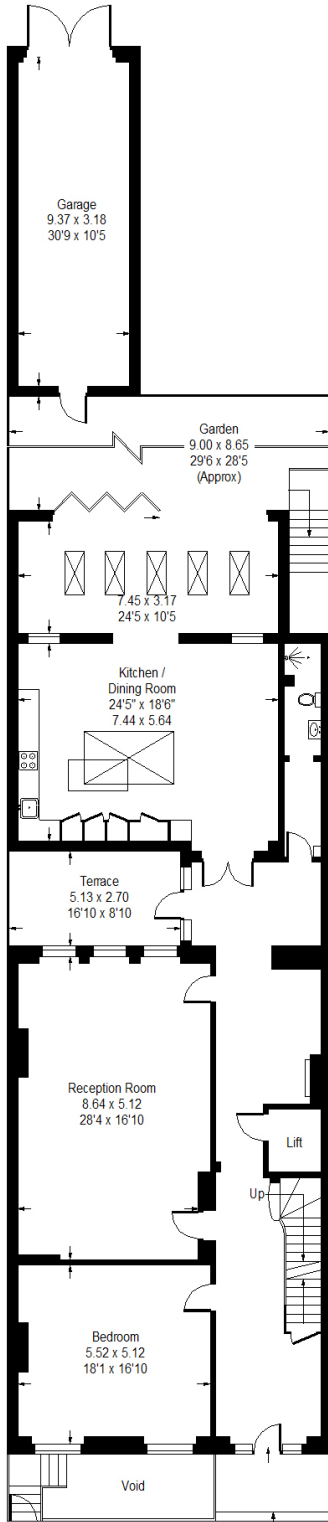 Garage
9.37 x 3.18
30'9 x 10'5
Garden
9.00 x 8.65
29'6 x 28'5
(Approx)
7.45 x 3.17
24'5 x 10'5
Kitchen /
Dining Room
24'5" x 18'6"
7.44 x 5.64
Terrace
5.13 x 2.70
16'10 x 8'10
Reception Room
8.64 x 5.12
28'4 x 16'10
Lift
Up
Bedroom
5.52 x 5.12
18'1 x 16'10
Void